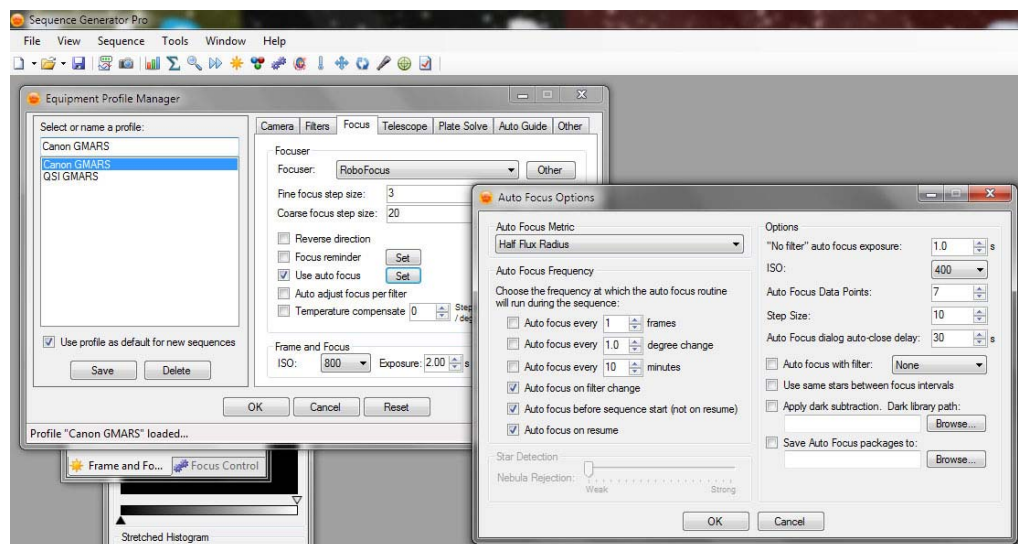 Sequence Generator Pro
File View Sequence Tools Window Help
Equipment Profile Manager
Select or name a profile:
Canon GMARS
Canon GMARS
QSI GMARS
Use profile as default for new sequences
Save Delete
Camera Filters Focus Telescope Plate Solve Auto Guide Other
Focuser
Focuser: RoboFocus Other
Fine focus step size: 3
Coarse focus step size: 20
Reverse direction
Focus reminder Set
Use auto focus Set
Auto adjust focus per filter
Temperature compensate 0 Step
/ deg
Frame and Focus
ISO: 800 Exposure: 2.00 s
OK Cancel Reset
Profile "Canon GMARS" loaded...
Frame and Fo... Focus Control
Stretched Histogram
Auto Focus Options
Auto Focus Metric
Half Flux Radius
Auto Focus Frequency
Choose the frequency at which the auto focus routine
will run during the sequence:
Auto focus every 1 frames
Auto focus every 1.0 degree change
Auto focus every 10 minutes
Auto focus on filter change
Auto focus before sequence start (not on resume)
Auto focus on resume
Star Detection
Nebula Rejection:
Weak Strong
Options
"No filter" auto focus exposure: 1.0 s
ISO: 400
Auto Focus Data Points: 7
Step Size: 10
Auto Focus dialog auto-close delay: 30 s
Auto focus with filter: None
Use same stars between focus intervals
Apply dark subtraction. Dark library path:
Browse...
Save Auto Focus packages to:
Browse...
OK Cancel